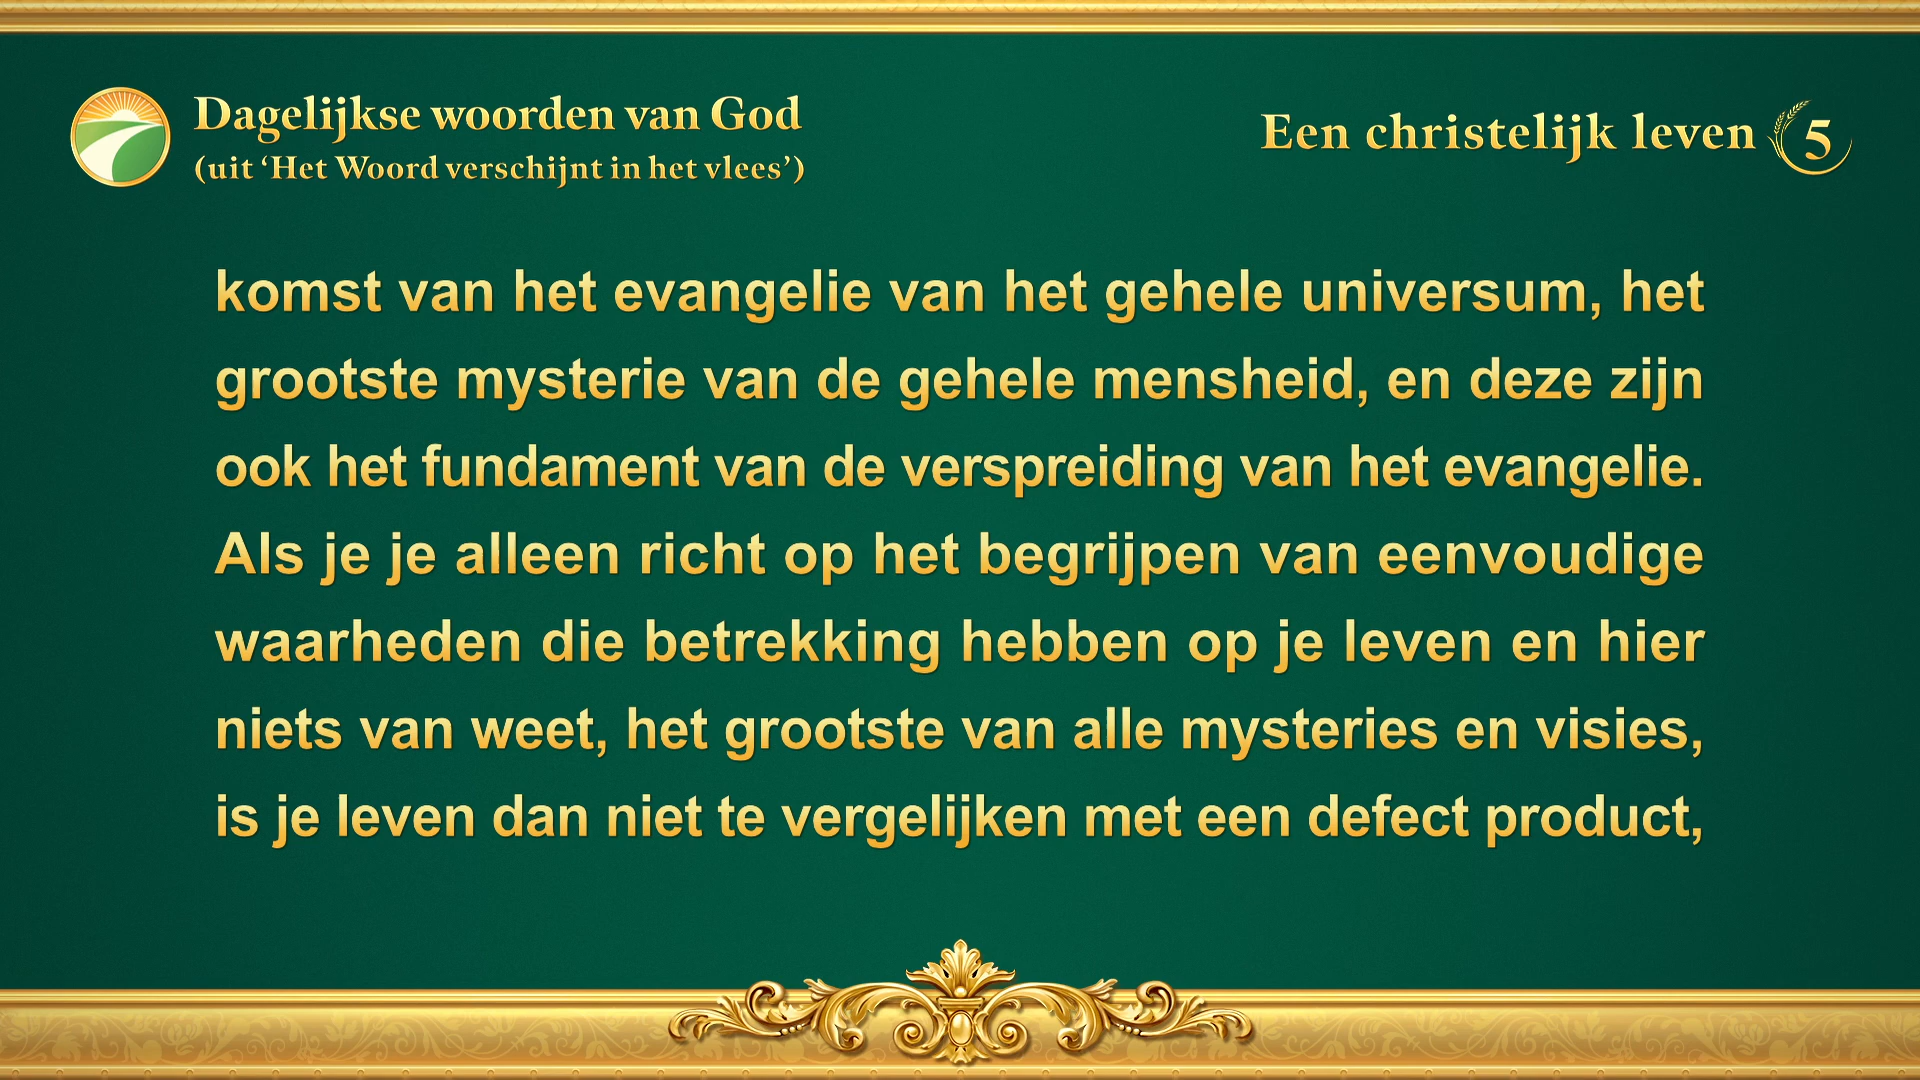 Dagelijkse woorden van God
(uit ‘Het Woord verschijnt in het vlees’)
Een christelijk leven 5
komst van het evangelie van het gehele universum, het
grootste mysterie van de gehele mensheid, en deze zijn
ook het fundament van de verspreiding van het evangelie.
Als je je alleen richt op het begrijpen van eenvoudige
waarheden die betrekking hebben op je leven en hier
niets van weet, het grootste van alle mysteries en visies,
is je leven dan niet te vergelijken met een defect product,